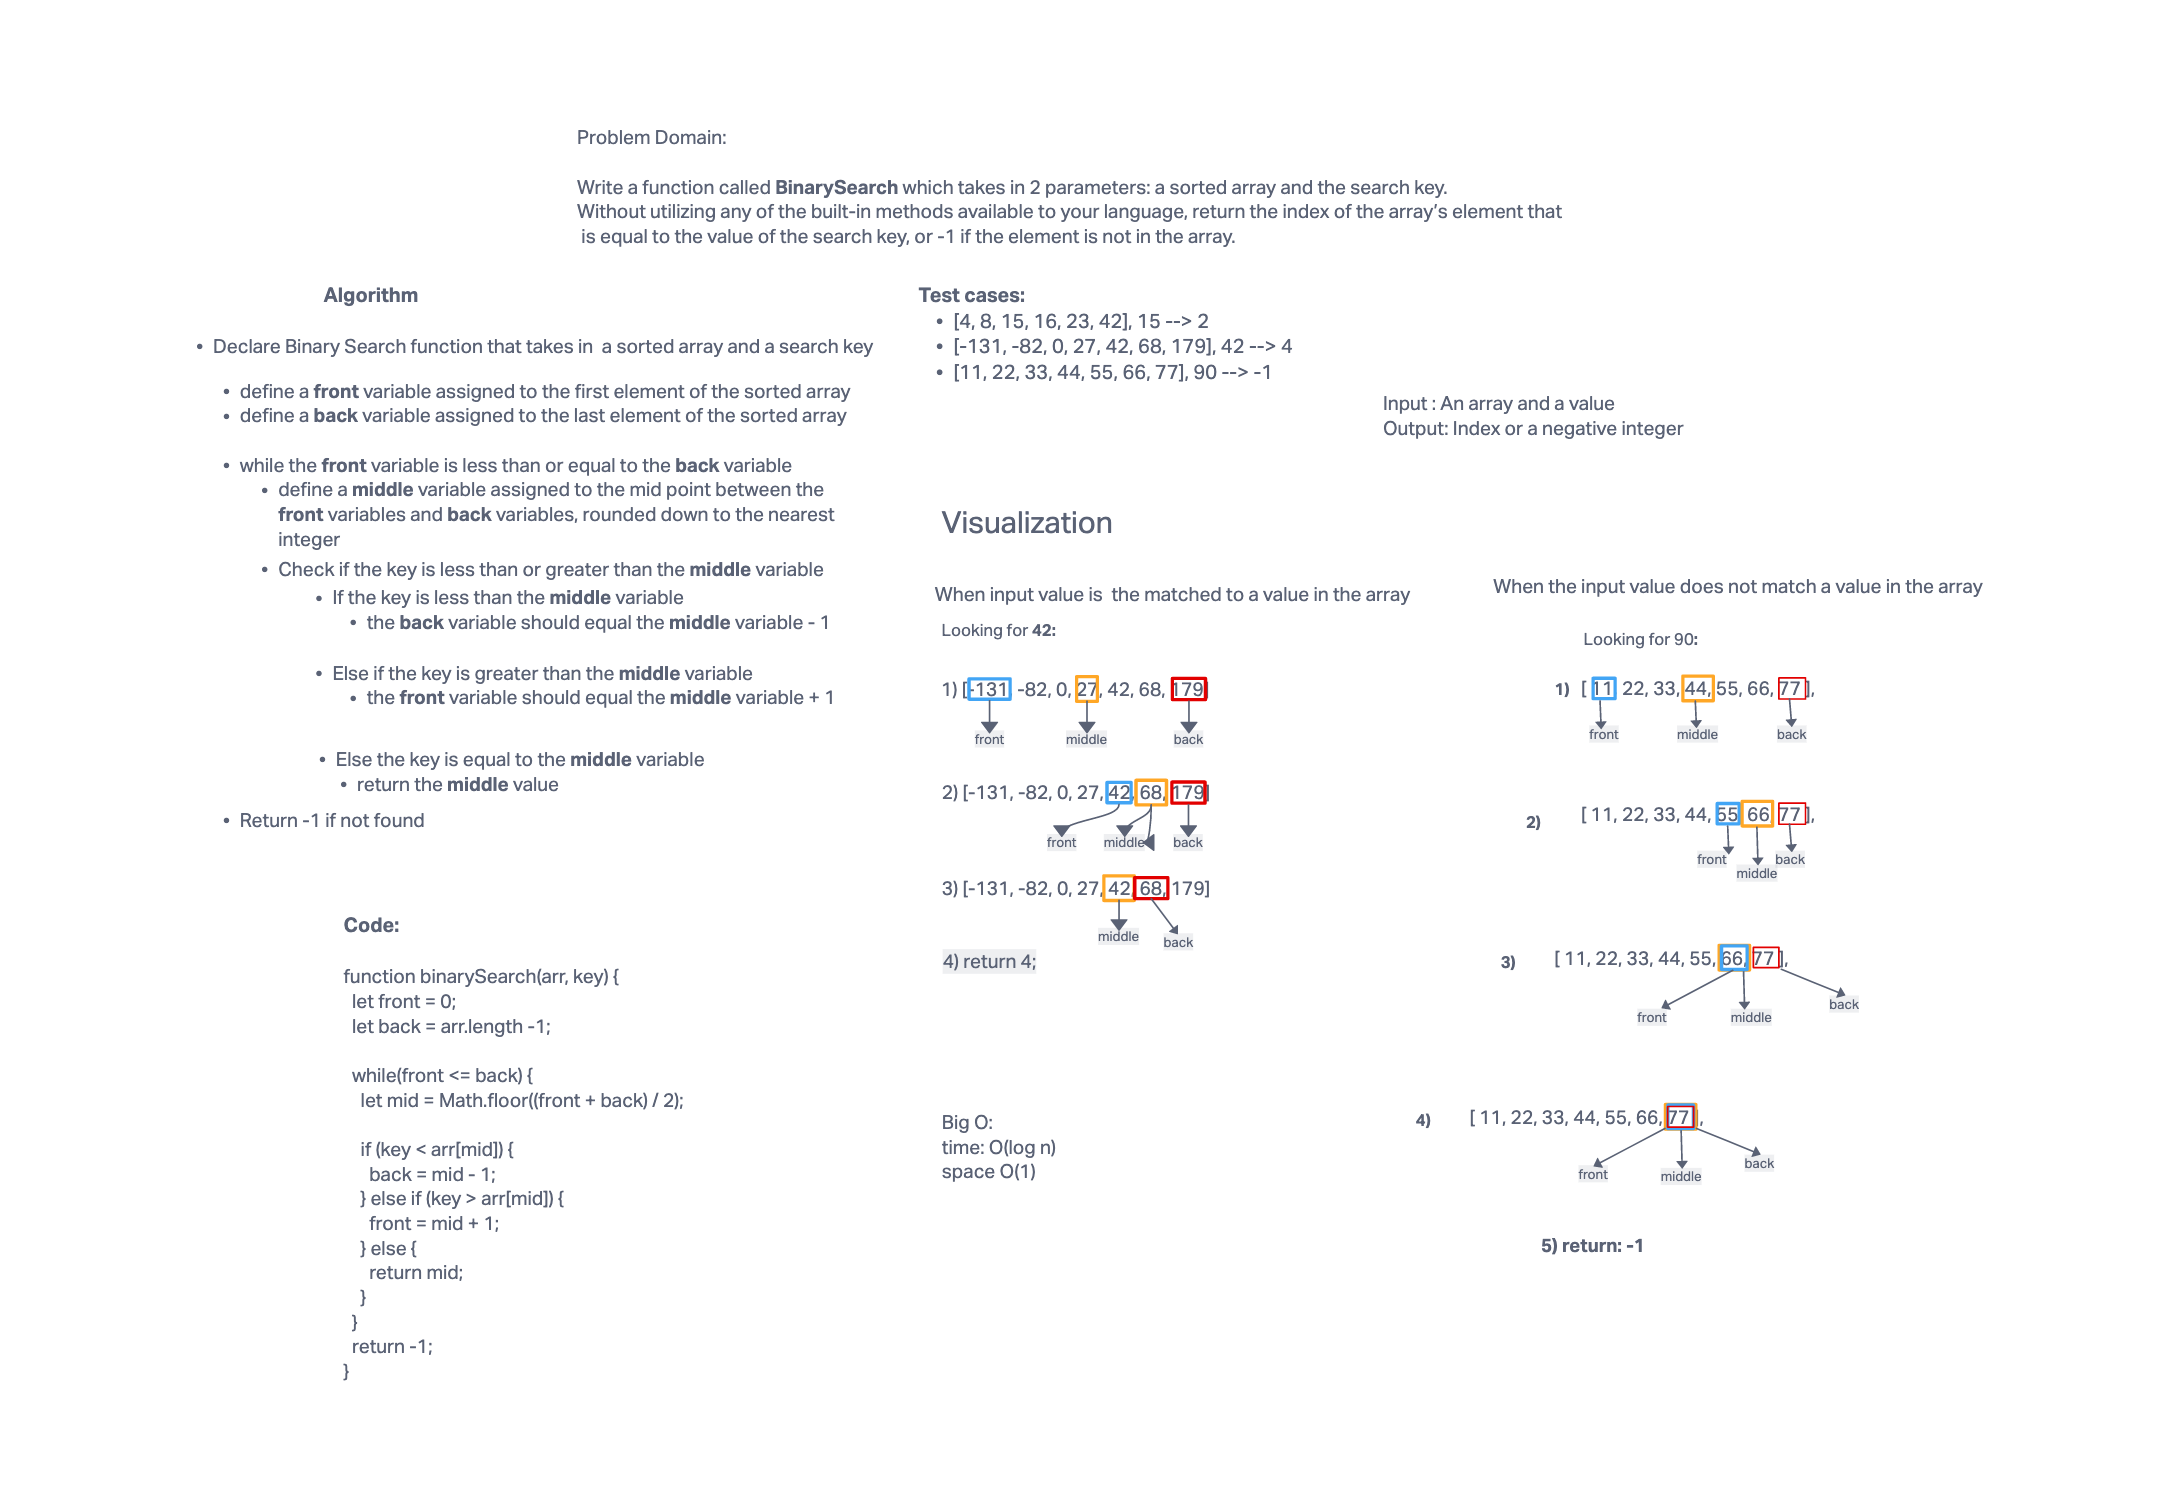 Problem Domain:
Write a function called BinarySearch which takes in 2 parameters: a sorted array and the search key.
Without utilizing any of the built-in methods available to your language, return the index of the array's element that
is equal to the value of the search key, or -1 if the element is not in the array.
Algorithm
• Declare Binary Search function that takes in  a sorted array and a search key
• define a front variable assigned to the first element of the sorted array
• define a back variable assigned to the last element of the sorted array
• while the front variable is less than or equal to the back variable
• define a middle variable assigned to the mid point between the
front variables and back variables, rounded down to the nearest
integer
• Check if the key is less than or greater than the middle variable
• If the key is less than the middle variable
• the back variable should equal the middle variable - 1
• Else if the key is greater than the middle variable
• the front variable should equal the middle variable + 1
• Else the key is equal to the middle variable
• return the middle value
• Return -1 if not found
Code:
function binarySearch(arr, key) {
let front = 0;
let back = arr.length -1;
while(front <= back) {
let mid = Math.floor((front + back) / 2);
if (key < arr[mid]) {
back = mid - 1;
} else if (key > arr[mid]) {
front = mid + 1;
} else {
return mid;
}
}
return -1;
}
Test cases:
• [4, 8, 15, 16, 23, 42], 15 --> 2
• [-131, -82, 0, 27, 42, 68, 179], 42 --> 4
• [11, 22, 33, 44, 55, 66, 77], 90 --> -1
Input : An array and a value
Output: Index or a negative integer
Visualization
When input value is  the matched to a value in the array
Looking for 42:
1) [-131, -82, 0, 27, 42, 68, 179]
front middle back
2) [-131, -82, 0, 27, 42, 68, 179]
front middle back
3) [-131, -82, 0, 27, 42, 68, 179]
middle back
4) return 4;
Big O:
time: O(log n)
space O(1)
When the input value does not match a value in the array
Looking for 90:
1) [ 11, 22, 33, 44, 55, 66, 77],
front middle back
2) [ 11, 22, 33, 44, 55, 66, 77],
front middle back
3) [ 11, 22, 33, 44, 55, 66, 77],
front middle back
4) [ 11, 22, 33, 44, 55, 66, 77],
front middle back
5) return: -1